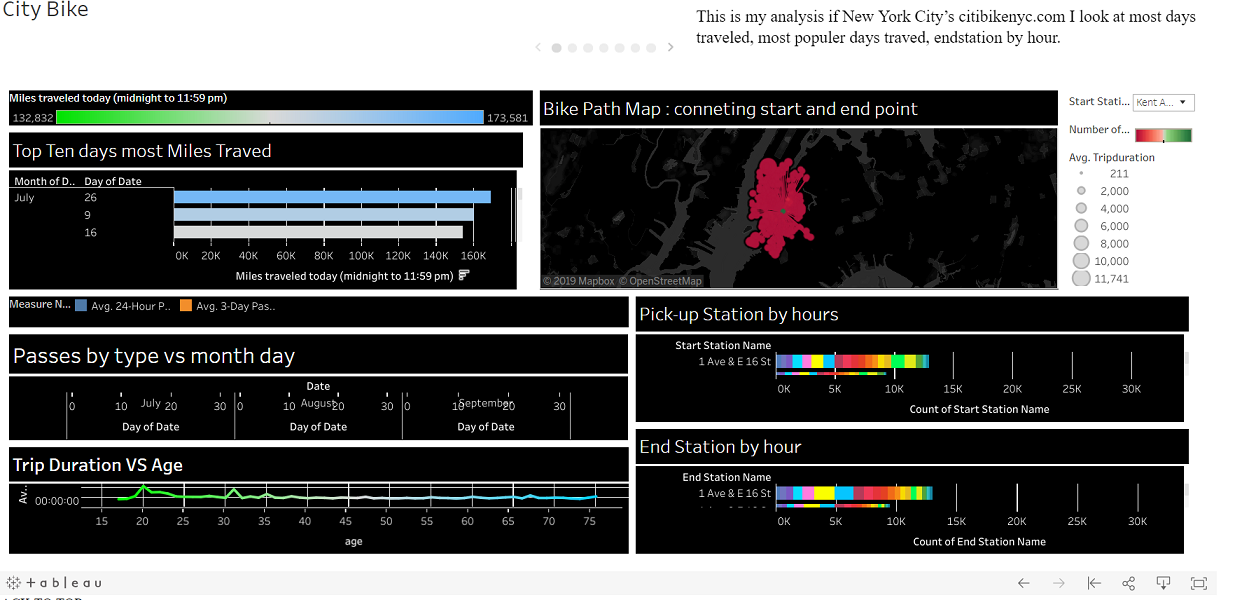 City Bike
This is my analysis if New York City’s citibikenyc.com I look at most days
traveled, most populer days traved, endstation by hour.
Miles traveled today (midnight to 11:59 pm)
132,832 173,581
Top Ten days most Miles Traved
Month of D.. Day of Date
July 26
9
16
0K 20K 40K 60K 80K 100K 120K 140K 160K
Miles traveled today (midnight to 11:59 pm)
Bike Path Map : conneting start and end point
© 2019 Mapbox © OpenStreetMap
Start Stati... Kent A...
Number of...
Avg. Tripduration
211
2,000
4,000
6,000
8,000
10,000
11,741
Measure N... Avg. 24-Hour P.. Avg. 3-Day Pas..
Passes by type vs month day
Date
July August September
0 10 20 30 0 10 20 30 0 10 20 30
Day of Date Day of Date Day of Date
Trip Duration VS Age
Av..
00:00:00
15 20 25 30 35 40 45 50 55 60 65 70 75
age
Pick-up Station by hours
Start Station Name
1 Ave & E 16 St
0K 5K 10K 15K 20K 25K 30K
Count of Start Station Name
End Station by hour
End Station Name
1 Ave & E 16 St
0K 5K 10K 15K 20K 25K 30K
Count of End Station Name
+ a b l e a u